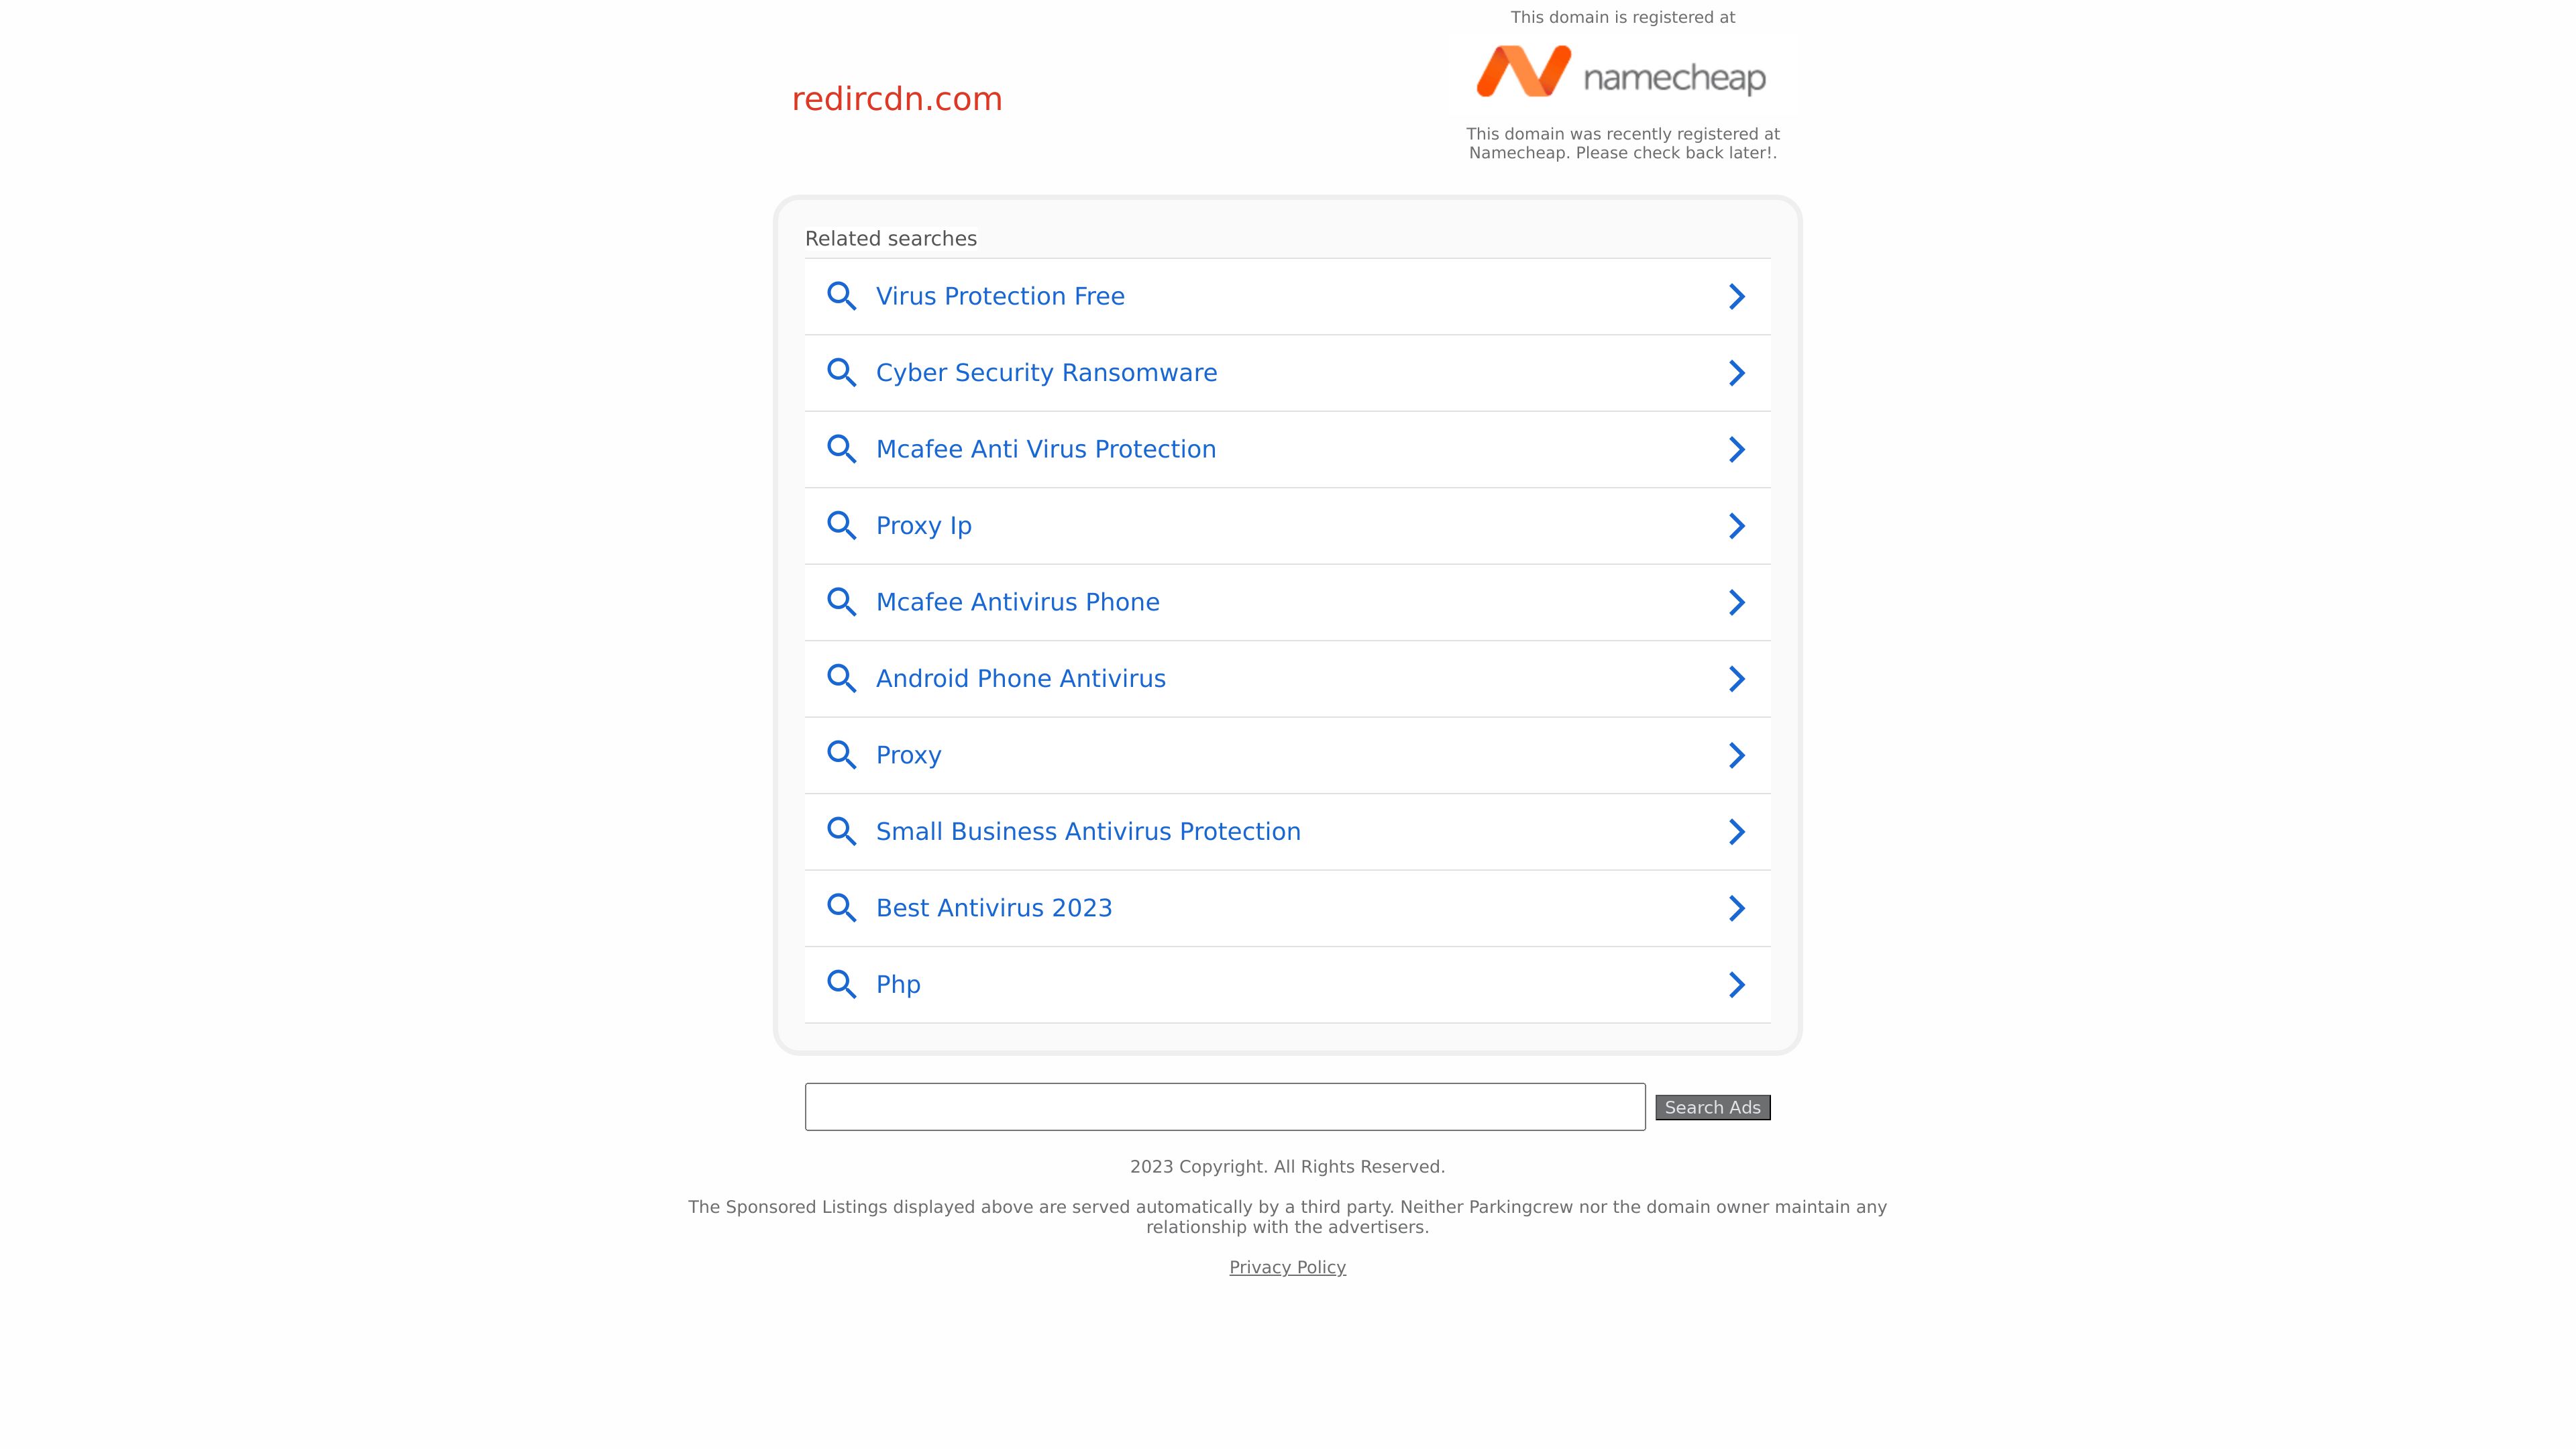 This domain is registered at
namecheap
redircdn.com
This domain was recently registered at
Namecheap. Please check back later!.
Related searches
Virus Protection Free
Cyber Security Ransomware
Mcafee Anti Virus Protection
Proxy Ip
Mcafee Antivirus Phone
Android Phone Antivirus
Proxy
Small Business Antivirus Protection
Best Antivirus 2023
Php
Search Ads
2023 Copyright. All Rights Reserved.
The Sponsored Listings displayed above are served automatically by a third party. Neither Parkingcrew nor the domain owner maintain any
relationship with the advertisers.
Privacy Policy